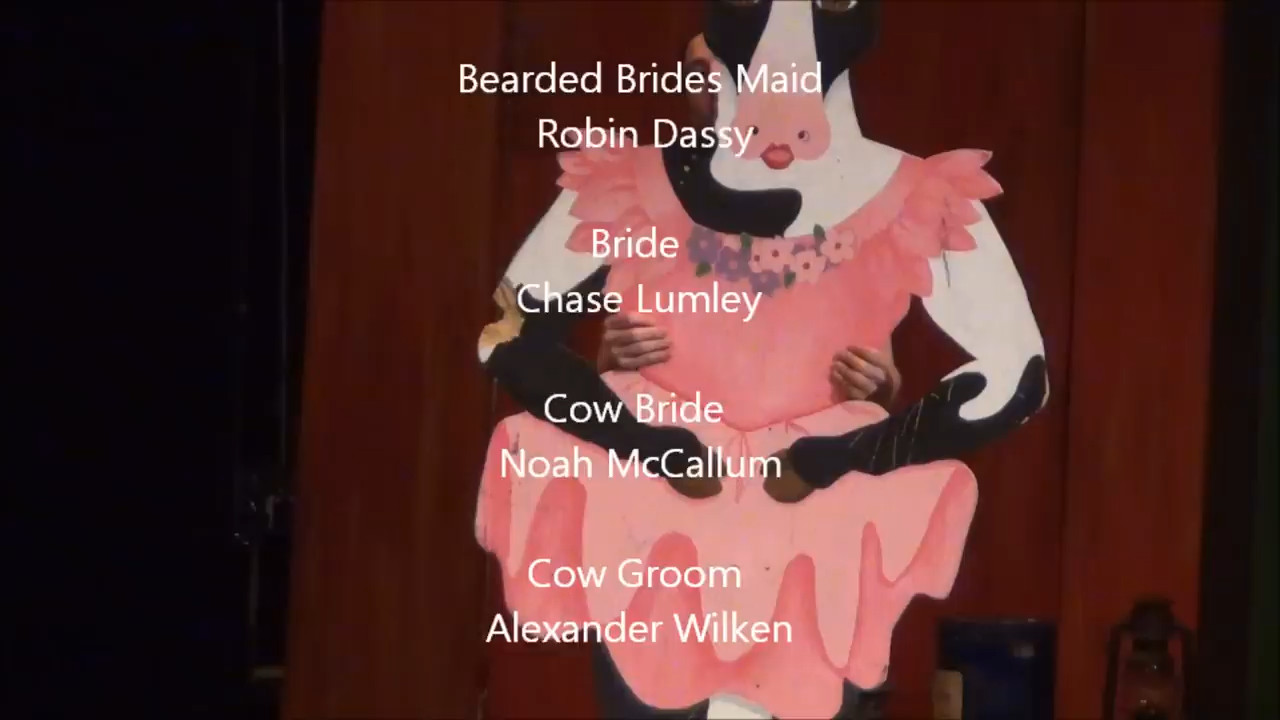 Bearded Brides Maid
Robin Dassy
Bride
Chase Lumley
Cow Bride
Noah McCallum
Cow Groom
Alexander Wilken